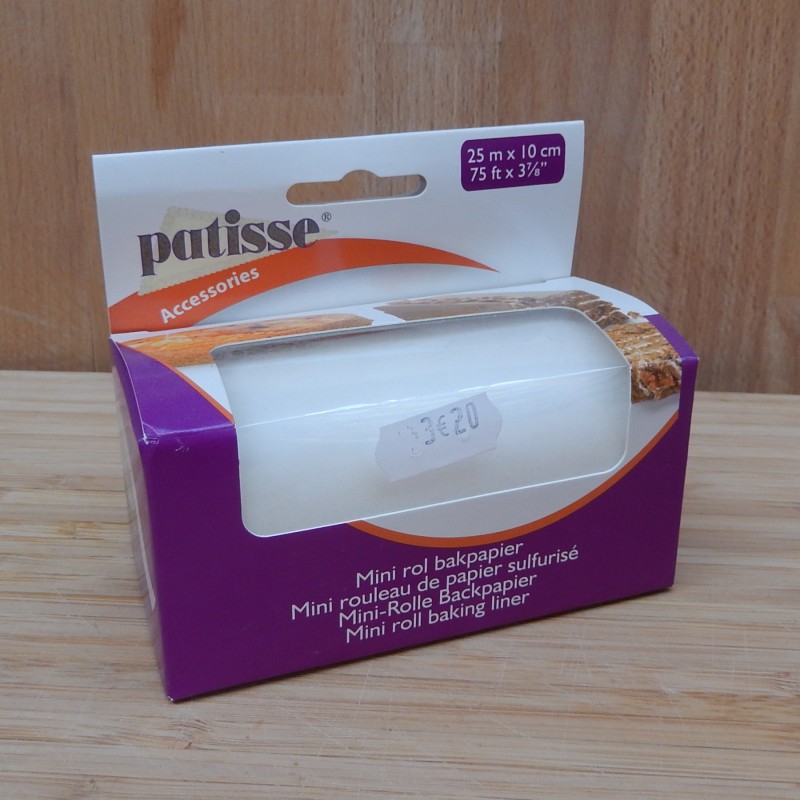 25 m x 10 cm
75 ft x 3⅞"
patisse®
Accessories
3€20
Mini rol bakpapier
Mini rouleau de papier sulfurisé
Mini-Rolle Backpapier
Mini roll baking liner